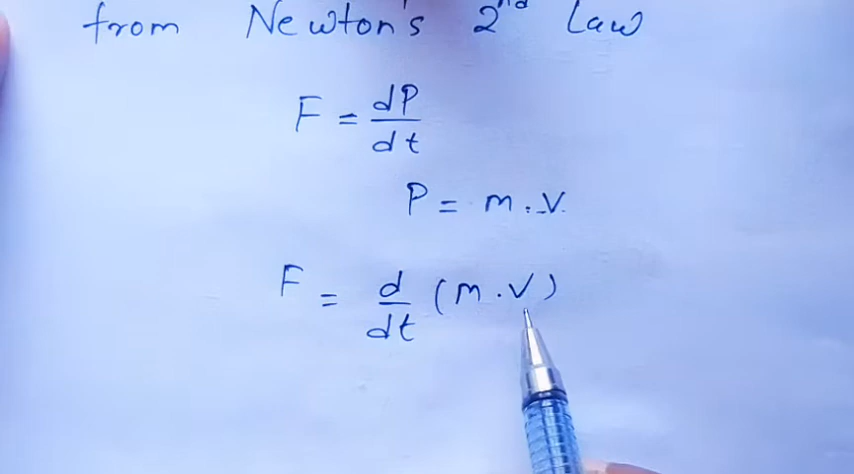 from Newton's 2nd Law
F = dP/dt
P = m.v.
F = d/dt (m.v)